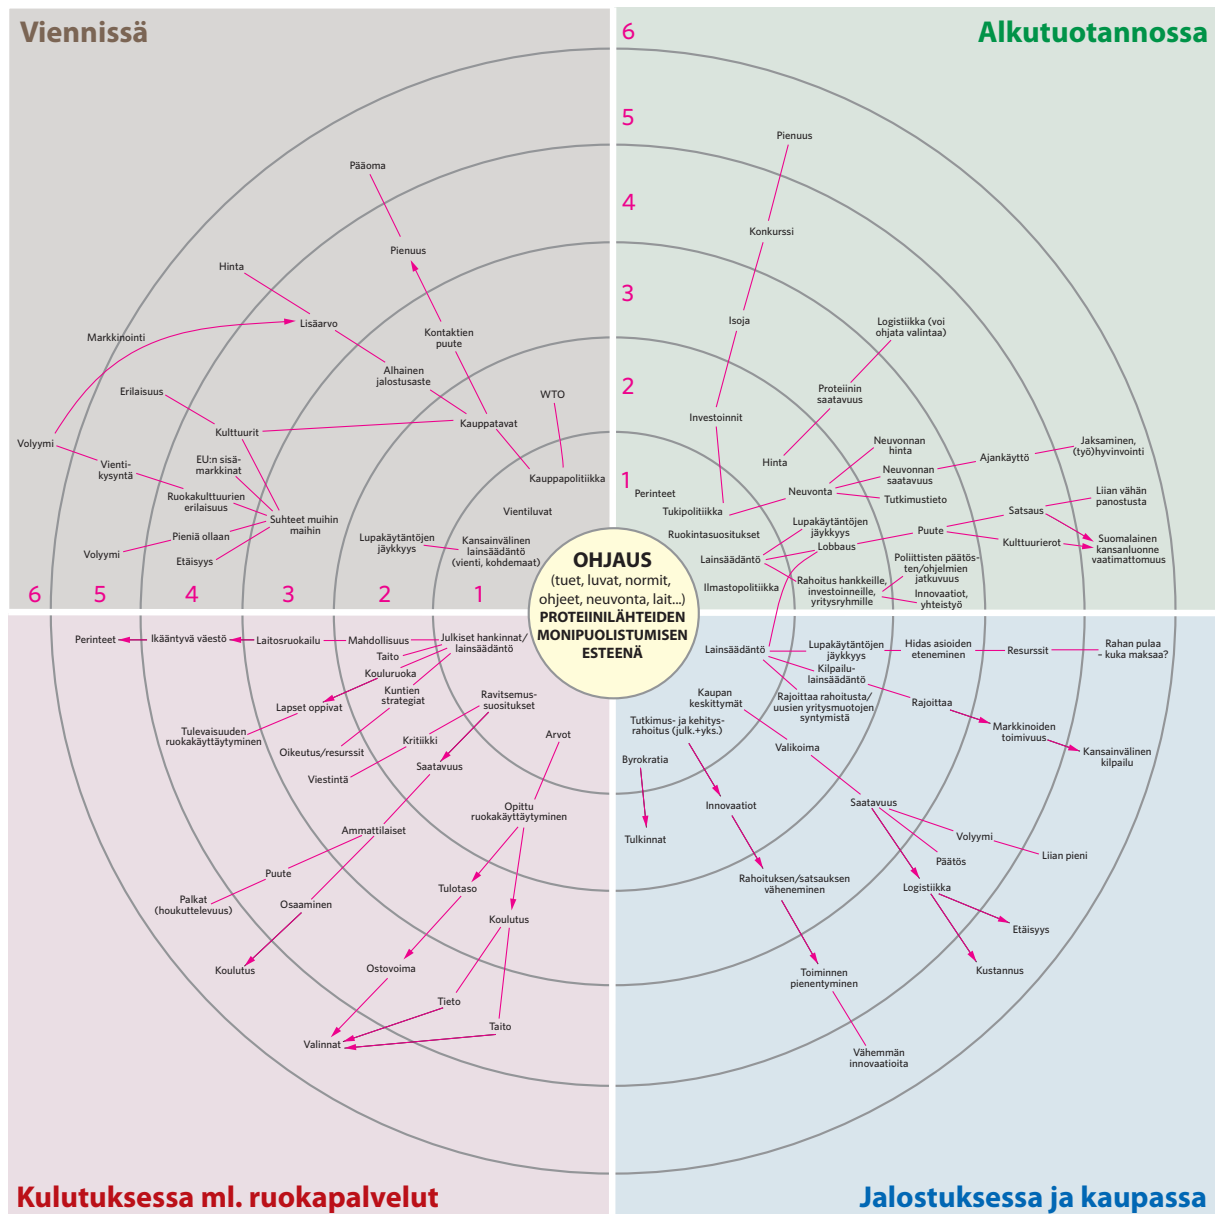 Viennissä
Alkutuotannossa
6
5
4
3
2
1
Pääoma
Pienuus
Hinta
Lisäarvo
Markkinointi
Kontaktien
puute
Alhainen
jalostusaste
WTO
Erilaisuus
Kauppatavat
Kulttuurit
Volyymi
EU:n sisä-
markkinat
Vienti-
kysyntä
Kauppapolitiikka
Ruokakulttuurien
erilaisuus
Vientiluvat
Suhteet muihin
maihin
Pieniä ollaan
Volyymi
Etäisyys
Lupakäytäntöjen
jäykkyys
Kansainvälinen
lainsäädäntö
(vienti, kohdemaat)
6
5
4
3
2
1
Pienuus
Konkurssi
Isoja
Logistiikka (voi
ohjata valintaa)
Proteiinin
saatavuus
Investoinnit
Hinta
Neuvonnan
hinta
Jaksaminen,
(työ)hyvinvointi
Ajankäyttö
Neuvonnan
saatavuus
Neuvonta
Tutkimustieto
Perinteet
Tukipolitiikka
Liian vähän
panostusta
Satsaus
Lupakäytäntöjen
jäykkyys
Puute
Ruokintasuositukset
Lobbaus
Kulttuurierot
Suomalainen
kansanluonne
vaatimattomuus
Lainsäädäntö
Poliittisten päätös-
ten/ohjelmien
jatkuvuus
Ilmastopolitiikka
Rahoitus hankkeille,
investoinneille,
yritysryhmille
Innovaatiot,
yhteistyö
OHJAUS
(tuet, luvat, normit,
ohjeet, neuvonta, lait...)
PROTEIINILÄHTEIDEN
MONIPUOLISTUMISEN
ESTEENÄ
Perinteet
Ikääntyvä väestö
Laitosruokailu
Mahdollisuus
Julkiset hankinnat/
lainsäädäntö
Taito
Kouluruoka
Kuntien
strategiat
Lapset oppivat
Ravitsemus-
suositukset
Tulevaisuuden
ruokakäyttäytyminen
Oikeutus/resurssit
Kritiikki
Arvot
Viestintä
Saatavuus
Opittu
ruokakäyttäytyminen
Ammattilaiset
Puute
Tulotaso
Palkat
(houkuttelevuus)
Osaaminen
Koulutus
Koulutus
Ostovoima
Tieto
Taito
Valinnat
Lainsäädäntö
Lupakäytäntöjen
jäykkyys
Hidas asioiden
eteneminen
Resurssit
Rahan pulaa
– kuka maksaa?
Kilpailu-
lainsäädäntö
Kaupan
keskittymät
Rajoittaa rahoitusta/
uusien yritysmuotojen
syntymistä
Rajoittaa
Tutkimus- ja kehitys-
rahoitus (julk.+yks.)
Markkinoiden
toimivuus
Valikoima
Kansainvälinen
kilpailu
Byrokratia
Innovaatiot
Saatavuus
Tulkinnat
Volyymi
Liian pieni
Päätös
Rahoituksen/satsauksen
väheneminen
Logistiikka
Etäisyys
Toiminnen
pienentyminen
Kustannus
Vähemmän
innovaatioita
Kulutuksessa ml. ruokapalvelut
Jalostuksessa ja kaupassa